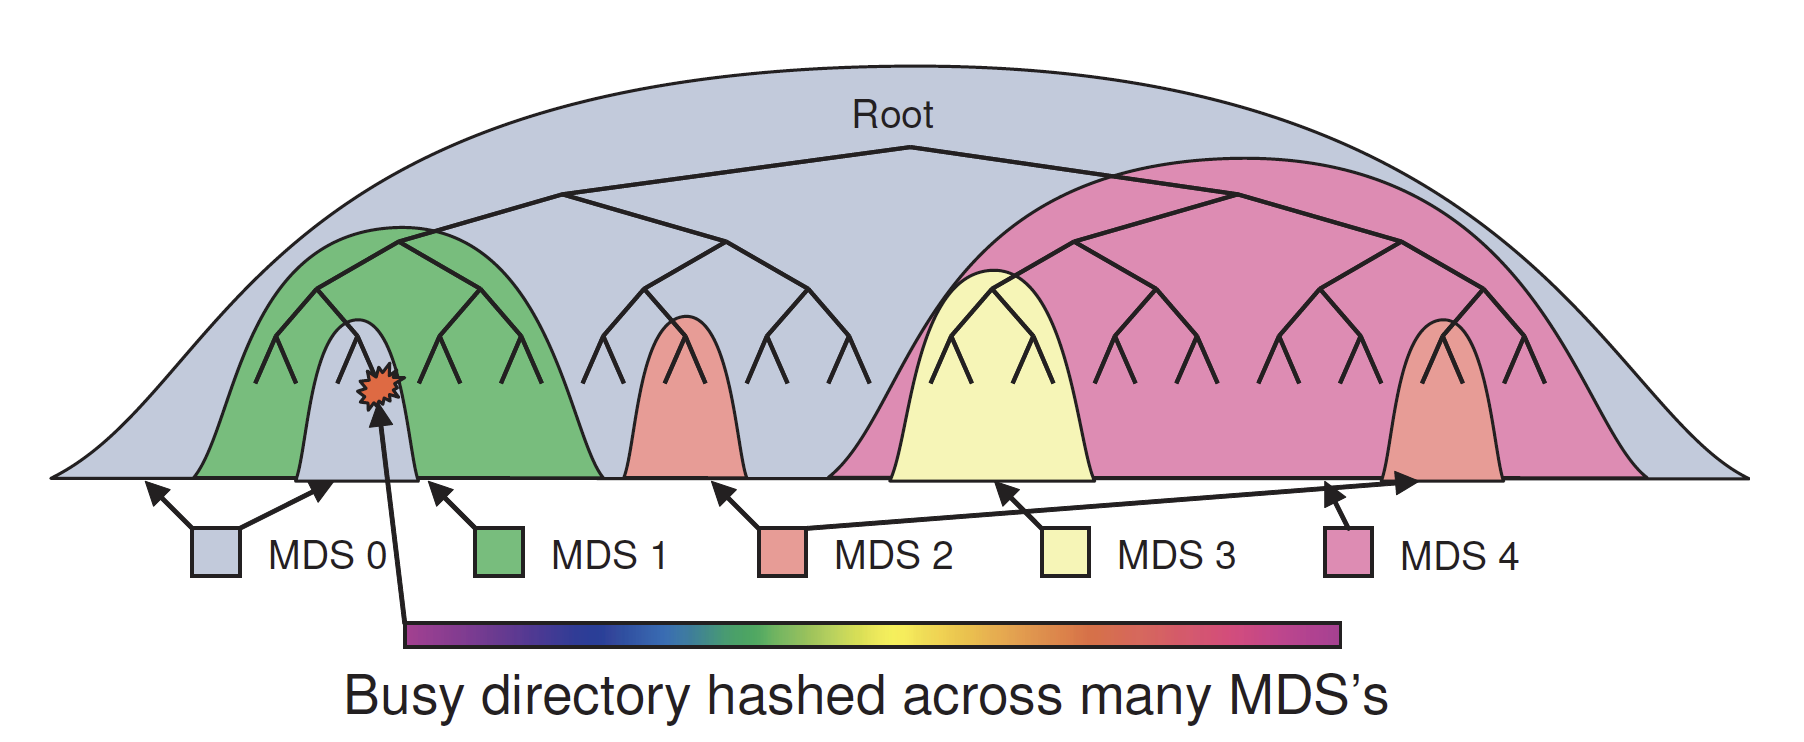 Root
MDS 0 MDS 1 MDS 2 MDS 3 MDS 4
Busy directory hashed across many MDS’s